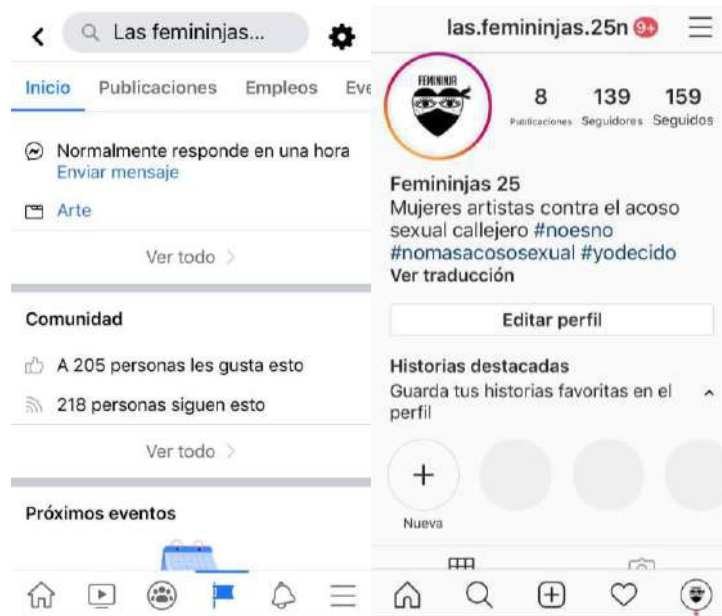 Las femininjas...
Inicio Publicaciones Empleos Eve
Normalmente responde en una hora
Enviar mensaje
Arte
Ver todo >
Comunidad
A 205 personas les gusta esto
218 personas siguen esto
Ver todo >
Próximos eventos
las.femininjas.25n 9+
FEMININJA
8 139 159
Publicaciones Seguidores Seguidos
Femininjas 25
Mujeres artistas contra el acoso
sexual callejero #noesno
#nomasacososexual #yodecido
Ver traducción
Editar perfil
Historias destacadas
Guarda tus historias favoritas en el
perfil
Nueva